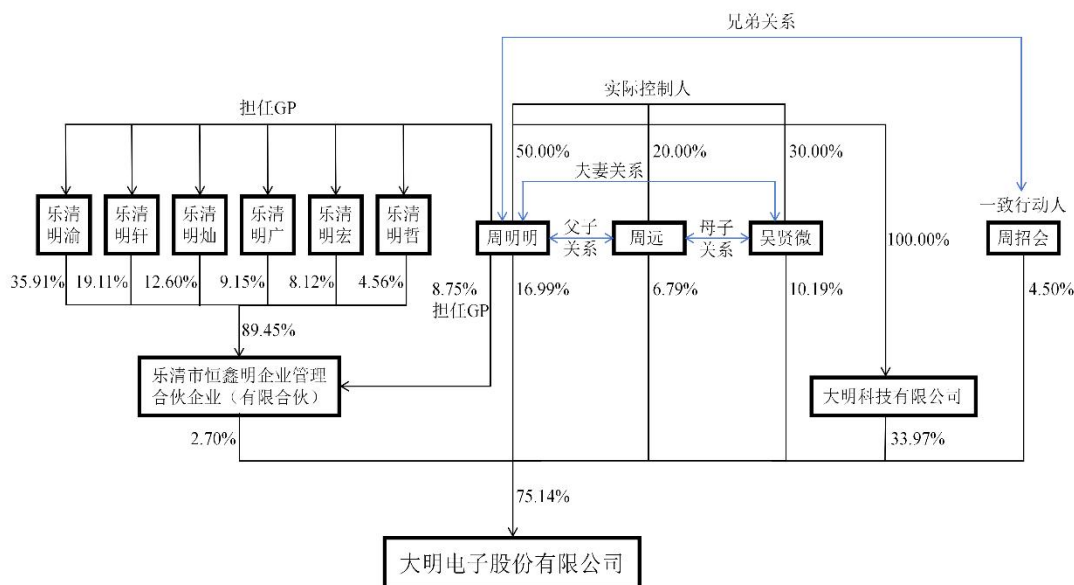 兄弟关系
实际控制人
担任GP
50.00%
20.00%
30.00%
夫妻关系
乐清
明渝
乐清
明轩
乐清
明灿
乐清
明广
乐清
明宏
乐清
明哲
周明明
父子
关系
周远
母子
关系
吴贤微
100.00%
一致行动人
周招会
35.91%
19.11%
12.60%
9.15%
8.12%
4.56%
8.75%
担任GP
16.99%
6.79%
10.19%
4.50%
89.45%
乐清市恒鑫明企业管理
合伙企业（有限合伙）
大明科技有限公司
2.70%
33.97%
75.14%
大明电子股份有限公司